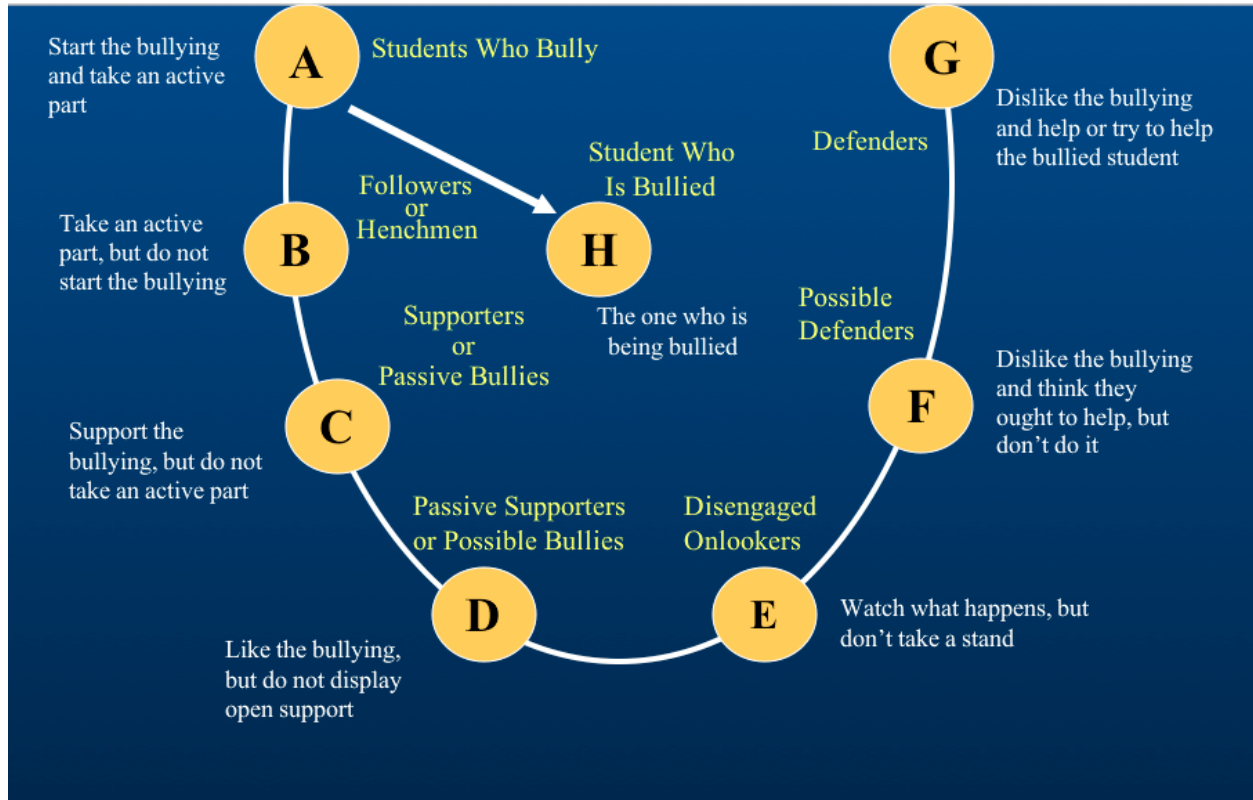 Start the bullying
and take an active
part
A
Students Who Bully
G
Dislike the bullying
and help or try to help
the bullied student
Defenders
Student Who
Is Bullied
Followers
or
Henchmen
Take an active
part, but do not
start the bullying
B
H
The one who is
being bullied
Supporters
or
Passive Bullies
Possible
Defenders
F
Dislike the bullying
and think they
ought to help, but
don’t do it
C
Support the
bullying, but do not
take an active part
Passive Supporters
or Possible Bullies
Disengaged
Onlookers
D
E
Watch what happens, but
don’t take a stand
Like the bullying,
but do not display
open support